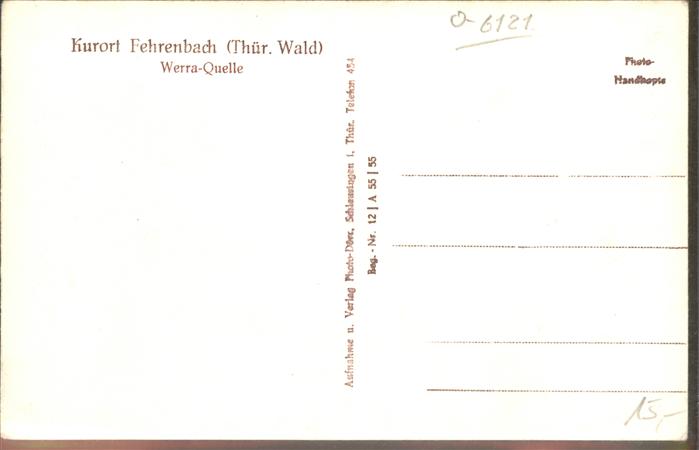 Kurort Fehrenbach (Thür. Wald)
Werra-Quelle
Aufnahme u. Verlag Photo-Dörr, Schleusingen i. Thür. Telefon 454
Beg.-Nr. 12 | A 55 | 55
O-6121
Photo-
Handkopie
15,-